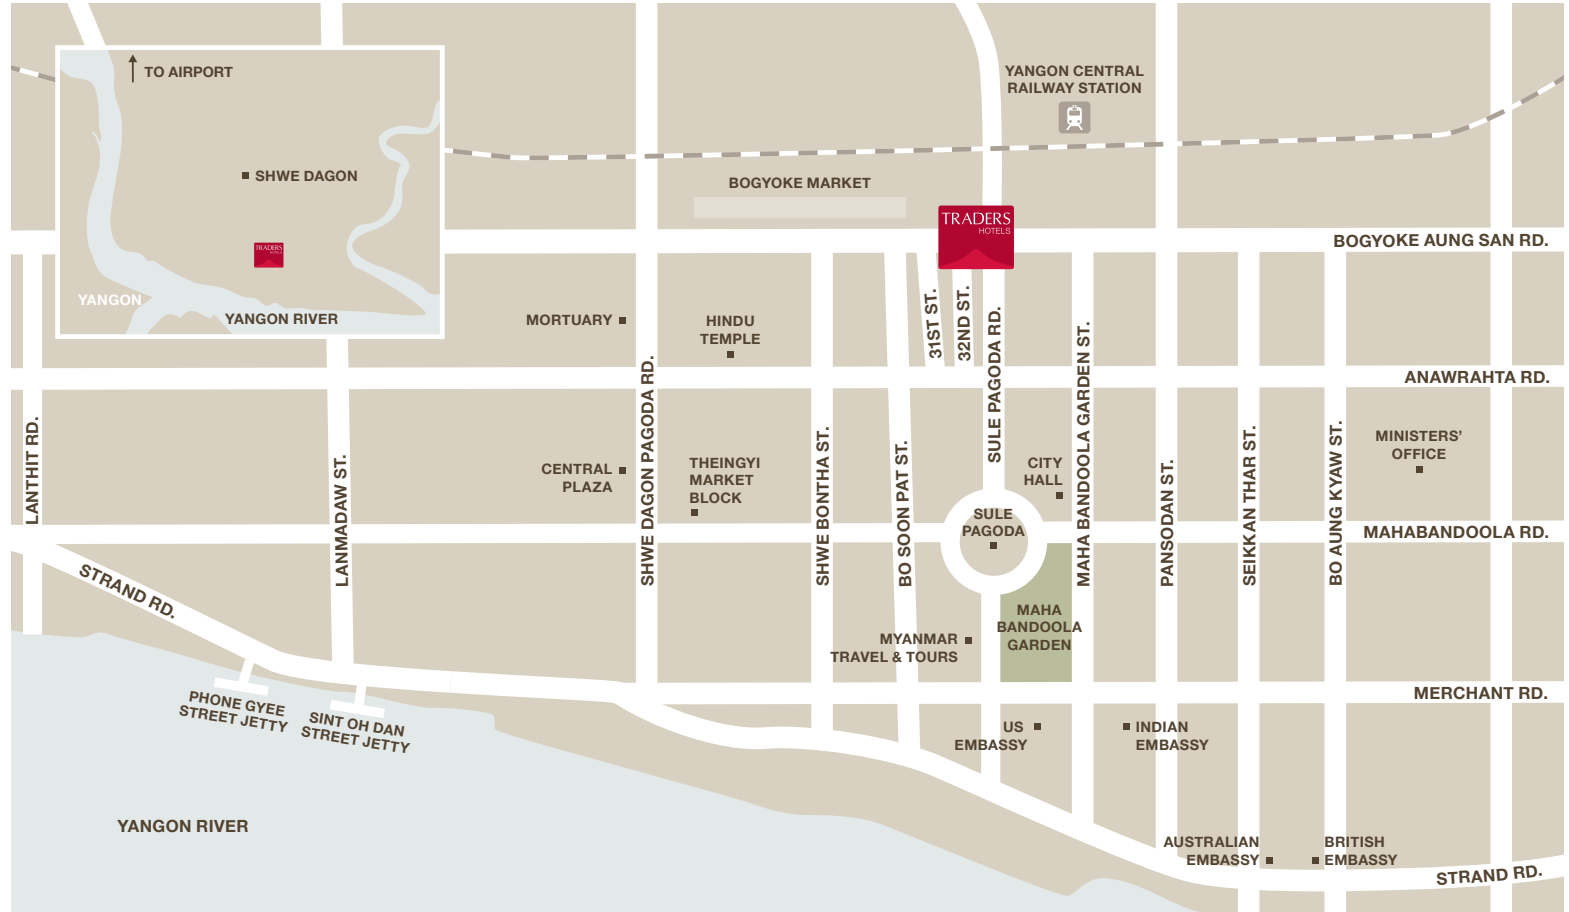 TO AIRPORT
SHWE DAGON
TRADERS
HOTELS
YANGON
YANGON RIVER
YANGON CENTRAL
RAILWAY STATION
BOGYOKE MARKET
TRADERS
HOTELS
BOGYOKE AUNG SAN RD.
MORTUARY
HINDU
TEMPLE
31ST ST.
32ND ST.
SULE PAGODA RD.
MAHA BANDOOLA GARDEN ST.
ANAWRAHTA RD.
LANTHIT RD.
LANMADAW ST.
SHWE DAGON PAGODA RD.
SHWE BONTHA ST.
BO SOON PAT ST.
PANSODAN ST.
SEIKKAN THAR ST.
BO AUNG KYAW ST.
CENTRAL
PLAZA
THEINGYI
MARKET
BLOCK
CITY
HALL
MINISTERS'
OFFICE
SULE
PAGODA
MAHABANDOOLA RD.
STRAND RD.
MAHA
BANDOOLA
GARDEN
MYANMAR
TRAVEL & TOURS
MERCHANT RD.
PHONE GYEE
STREET JETTY
SINT OH DAN
STREET JETTY
US
EMBASSY
INDIAN
EMBASSY
YANGON RIVER
AUSTRALIAN
EMBASSY
BRITISH
EMBASSY
STRAND RD.